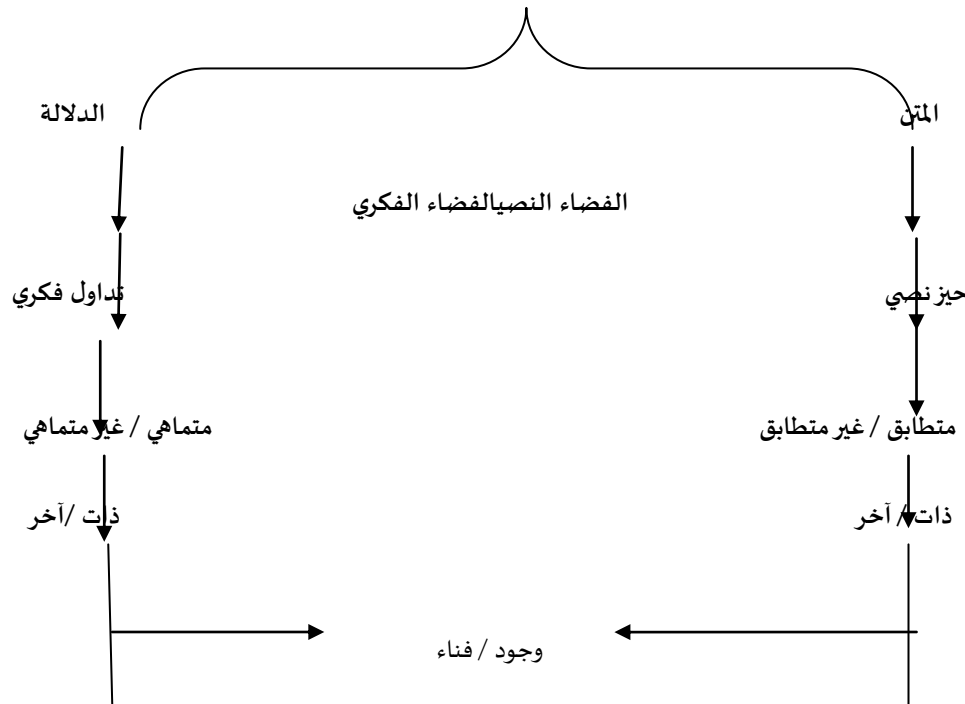 المتن
الدلالة
الفضاء النصيالفضاء الفكري
حيز نصي
تداول فكري
متطابق / غير متطابق
متماهي / غير متماهي
ذات / آخر
ذات /آخر
وجود / فناء